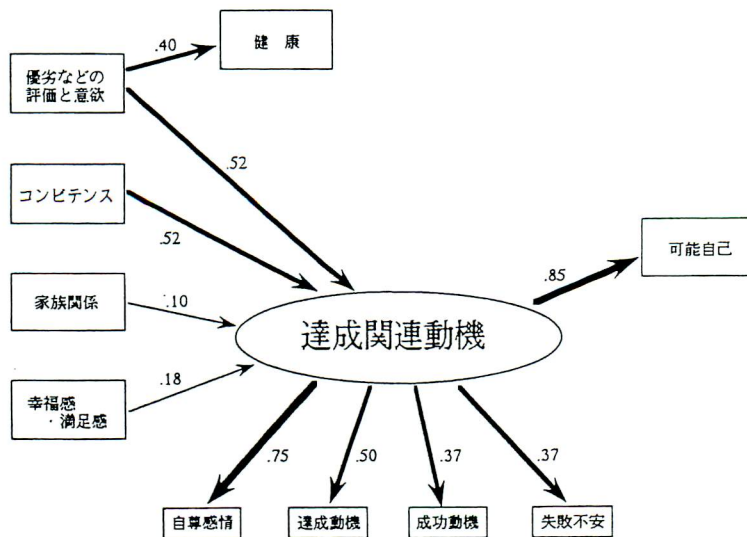 .40
健 康
優劣などの
評価と意欲
.52
コンピテンス
.52
可能自己
.85
家族関係
.10
達成関連動機
.18
幸福感
・満足感
.75
.50
.37
.37
自尊感情
達成動機
成功動機
失敗不安